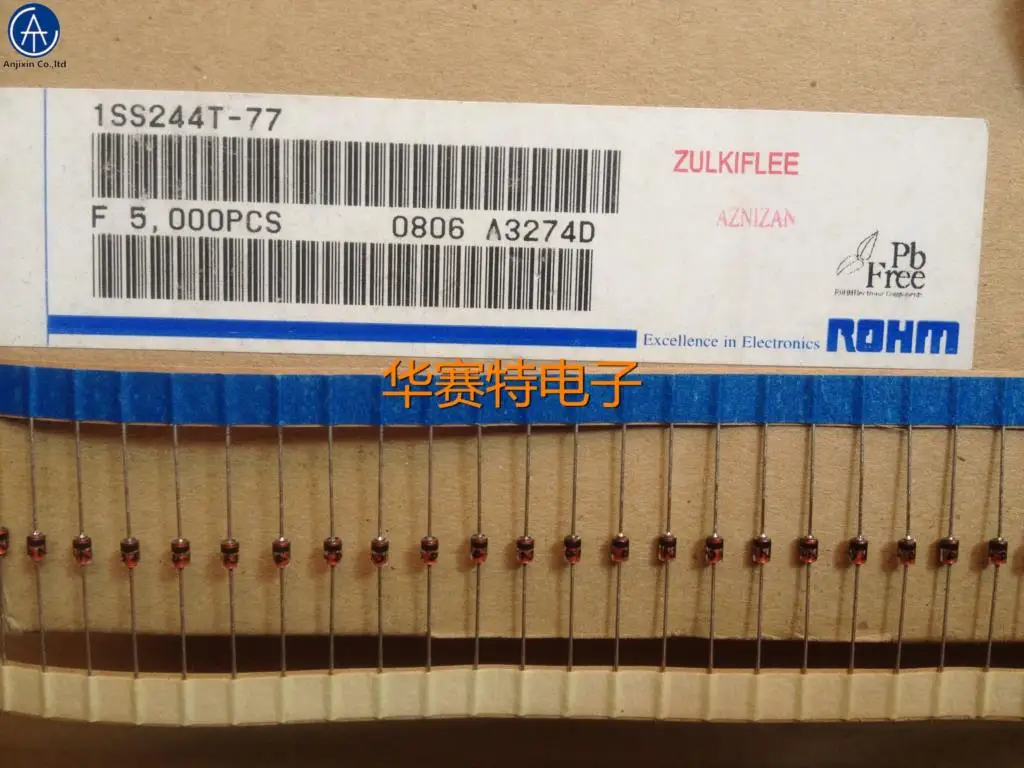 Anjixin Co.,ltd
1SS244T-77
ZULKIFLEE
AZNIZAN
F 5,000PCS 0806 A3274D
Pb
Free
Excellence in Electronics ROHM
华赛特电子